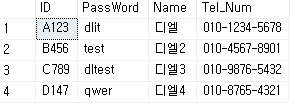 ID PassWord Name Tel_Num
1 A123 dlit 디엘 010-1234-5678
2 B456 test 디엘2 010-4567-8901
3 C789 dltest 디엘3 010-9876-5432
4 D147 qwer 디엘4 010-8765-4321